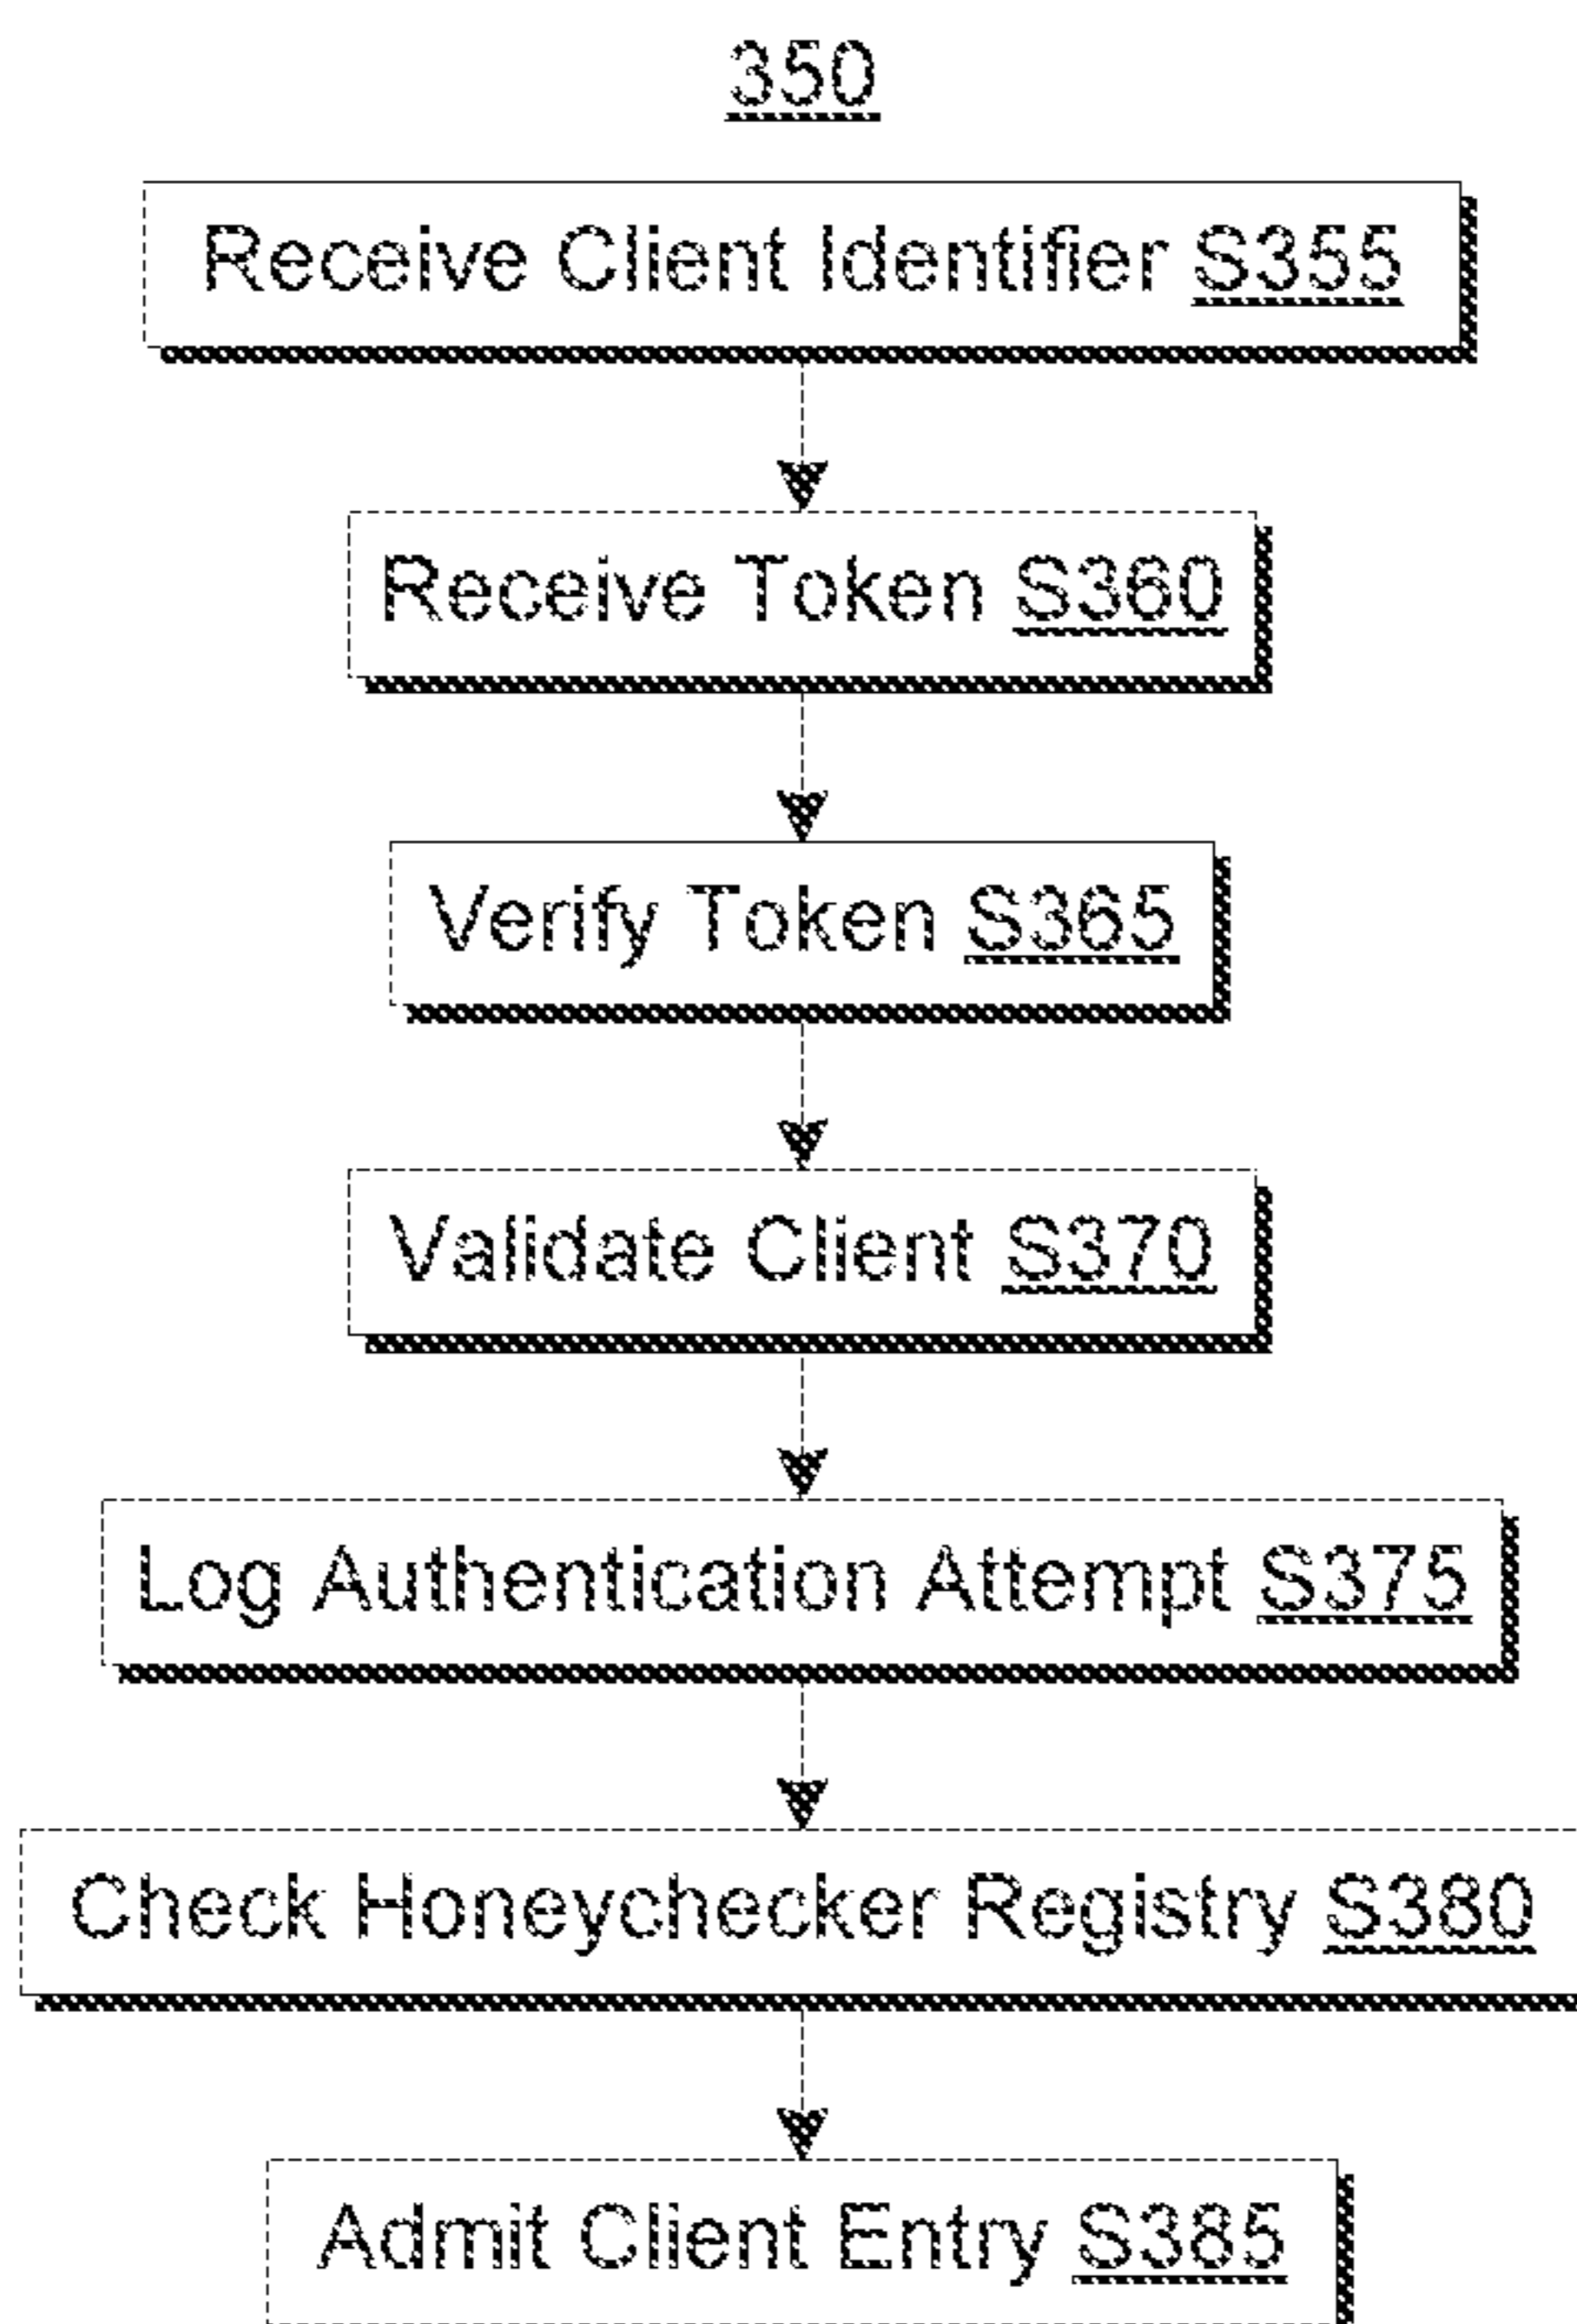 350
Receive Client Identifier S355
Receive Token S360
Verify Token S365
Validate Client S370
Log Authentication Attempt S375
Check Honeychecker Registry S380
Admit Client Entry S385